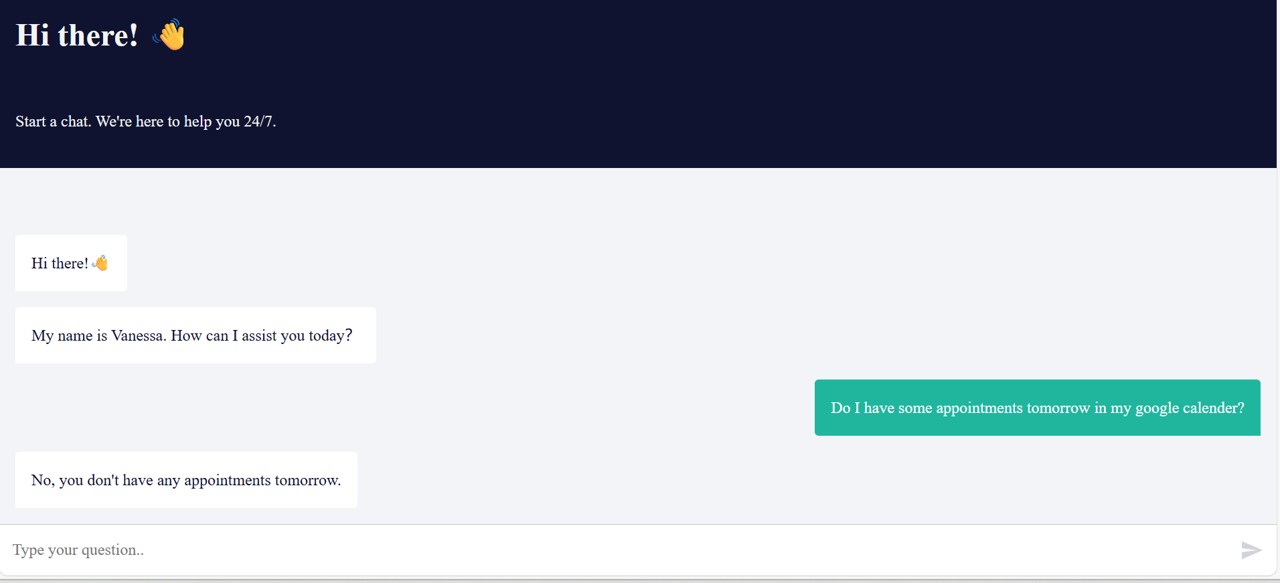 Hi there! 👋
Start a chat. We're here to help you 24/7.
Hi there!👋
My name is Vanessa. How can I assist you today?
Do I have some appointments tomorrow in my google calender?
No, you don't have any appointments tomorrow.
Type your question..